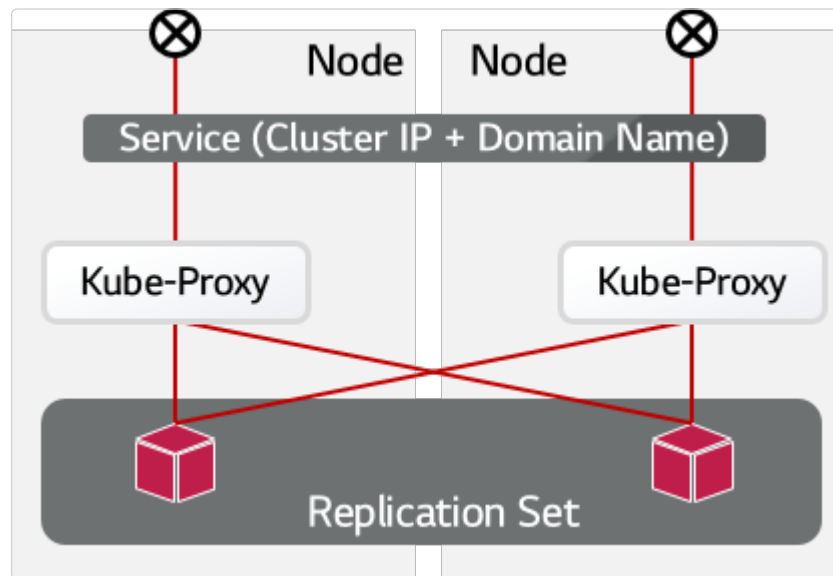 Node
Node
Service (Cluster IP + Domain Name)
Kube-Proxy
Kube-Proxy
Replication Set